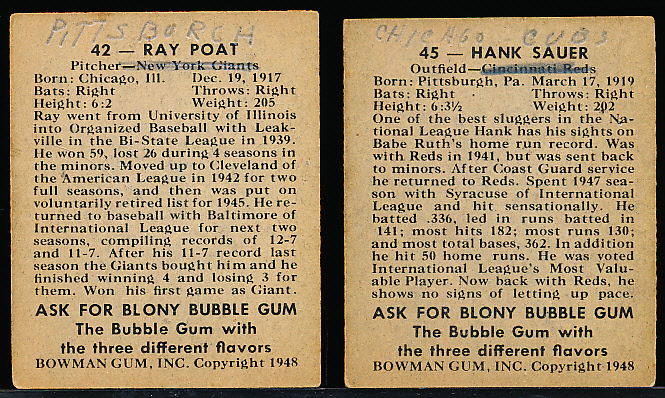 PITTSBURGH
42 — RAY POAT
Pitcher—New York Giants
Born: Chicago, Ill. Dec. 19, 1917
Bats: Right Throws: Right
Height: 6:2 Weight: 205
Ray went from University of Illinois
into Organized Baseball with Leak-
ville in the Bi-State League in 1939.
He won 59, lost 26 during 4 seasons in
the minors. Moved up to Cleveland of
the American League in 1942 for two
full seasons, and then was put on
voluntarily retired list for 1945. He re-
turned to baseball with Baltimore of
International League for next two
seasons, compiling records of 12-7
and 11-7. After his 11-7 record last
season the Giants bought him and he
finished winning 4 and losing 3 for
them. Won his first game as Giant.
ASK FOR BLONY BUBBLE GUM
The Bubble Gum with
the three different flavors
BOWMAN GUM, INC. Copyright 1948
CHICAGO CUBS
45 — HANK SAUER
Outfield—Cincinnati Reds
Born: Pittsburgh, Pa. March 17, 1919
Bats: Right Throws: Right
Height: 6:3½ Weight: 202
One of the best sluggers in the Na-
tional League Hank has his sights on
Babe Ruth's home run record. Was
with Reds in 1941, but was sent back
to minors. After Coast Guard service
he returned to Reds. Spent 1947 sea-
son with Syracuse of International
League and hit sensationally. He
batted .336, led in runs batted in
141; most hits 182; most runs 130;
and most total bases, 362. In addition
he hit 50 home runs. He was voted
International League's Most Valu-
able Player. Now back with Reds, he
shows no signs of letting up pace.
ASK FOR BLONY BUBBLE GUM
The Bubble Gum with
the three different flavors
BOWMAN GUM, INC. Copyright 1948